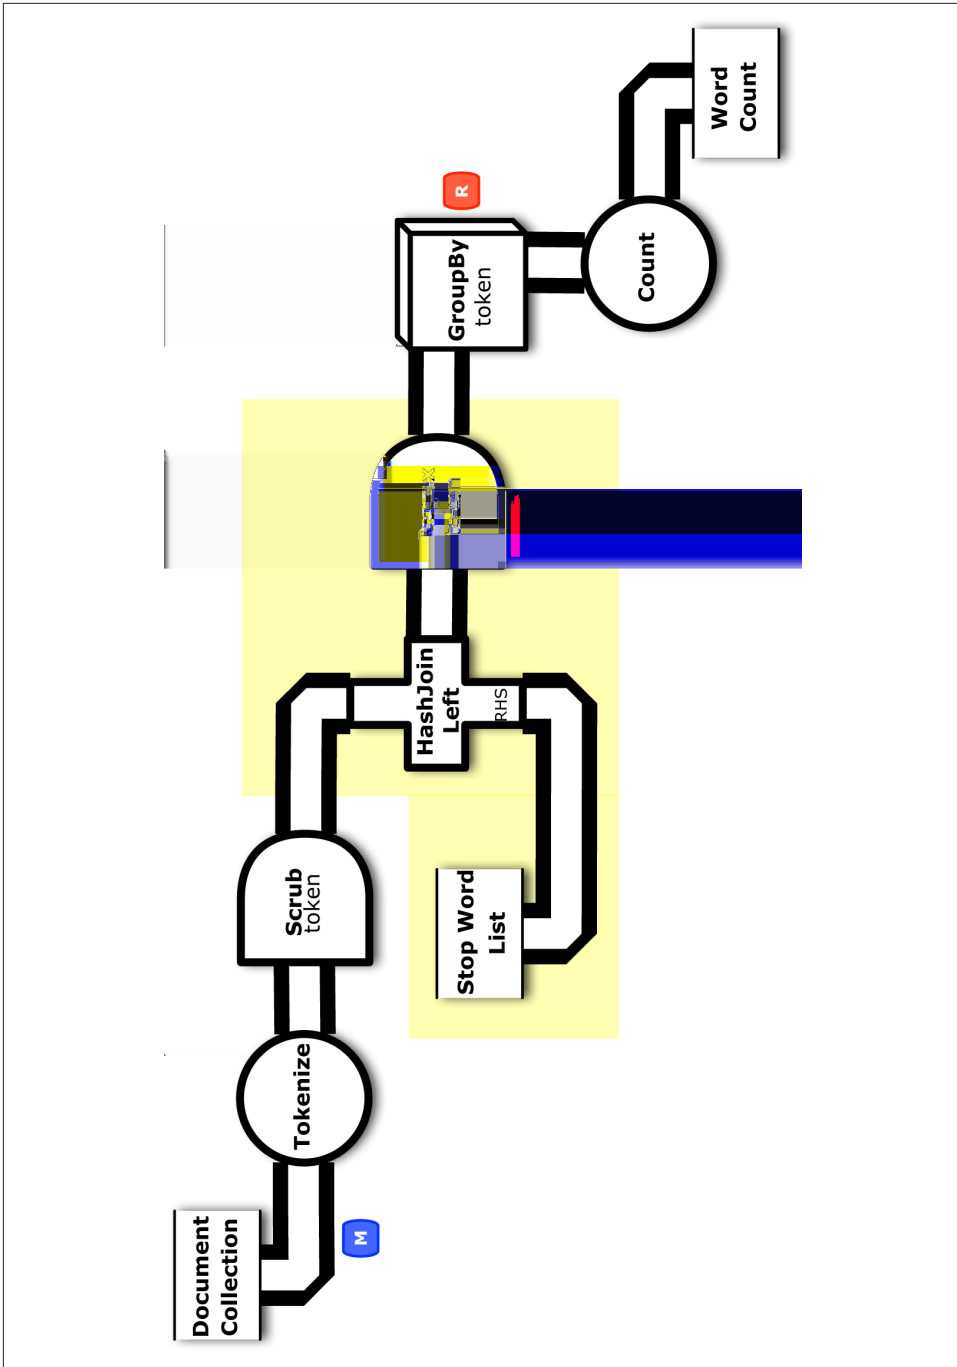 Document
Collection
M
Tokenize
Scrub
token
Stop Word
List
HashJoin
Left
RHS
GroupBy
token
R
Count
Word
Count